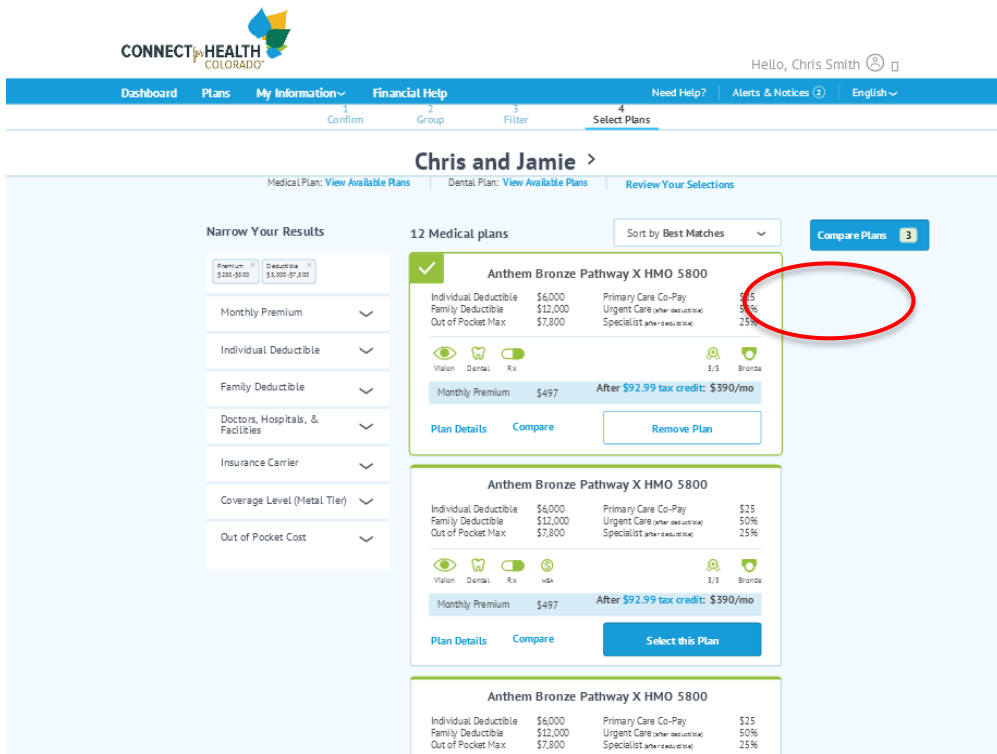 CONNECT for HEALTH
COLORADO
Hello, Chris Smith
Dashboard Plans My Information Financial Help Need Help? Alerts & Notices 2 English
1 2 3 4
Confirm Group Filter Select Plans
Chris and Jamie >
Medical Plan: View Available Plans Dental Plan: View Available Plans Review Your Selections
Narrow Your Results
Premium × Deductible ×
$250-$500 $3,000-$7,500
Monthly Premium
Individual Deductible
Family Deductible
Doctors, Hospitals, &
Facilities
Insurance Carrier
Coverage Level (Metal Tier)
Out of Pocket Cost
12 Medical plans Sort by Best Matches Compare Plans 3
Anthem Bronze Pathway X HMO 5800
Individual Deductible $6,000 Primary Care Co-Pay $25
Family Deductible $12,000 Urgent Care (after deductible) 50%
Out of Pocket Max $7,800 Specialist (after deductible) 25%
Vision Dental Rx 3/3 Bronze
Monthly Premium $497 After $92.99 tax credit: $390/mo
Plan Details Compare Remove Plan
Anthem Bronze Pathway X HMO 5800
Individual Deductible $6,000 Primary Care Co-Pay $25
Family Deductible $12,000 Urgent Care (after deductible) 50%
Out of Pocket Max $7,800 Specialist (after deductible) 25%
Vision Dental Rx HSA 3/3 Bronze
Monthly Premium $497 After $92.99 tax credit: $390/mo
Plan Details Compare Select this Plan
Anthem Bronze Pathway X HMO 5800
Individual Deductible $6,000 Primary Care Co-Pay $25
Family Deductible $12,000 Urgent Care (after deductible) 50%
Out of Pocket Max $7,800 Specialist (after deductible) 25%